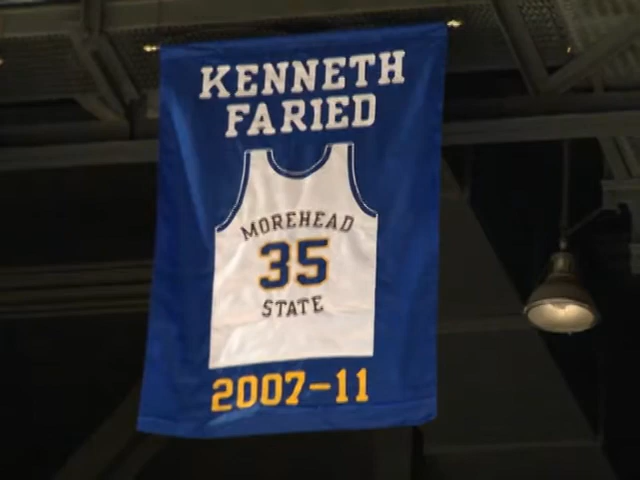 KENNETH
FARIED
MOREHEAD
35
STATE
2007-11